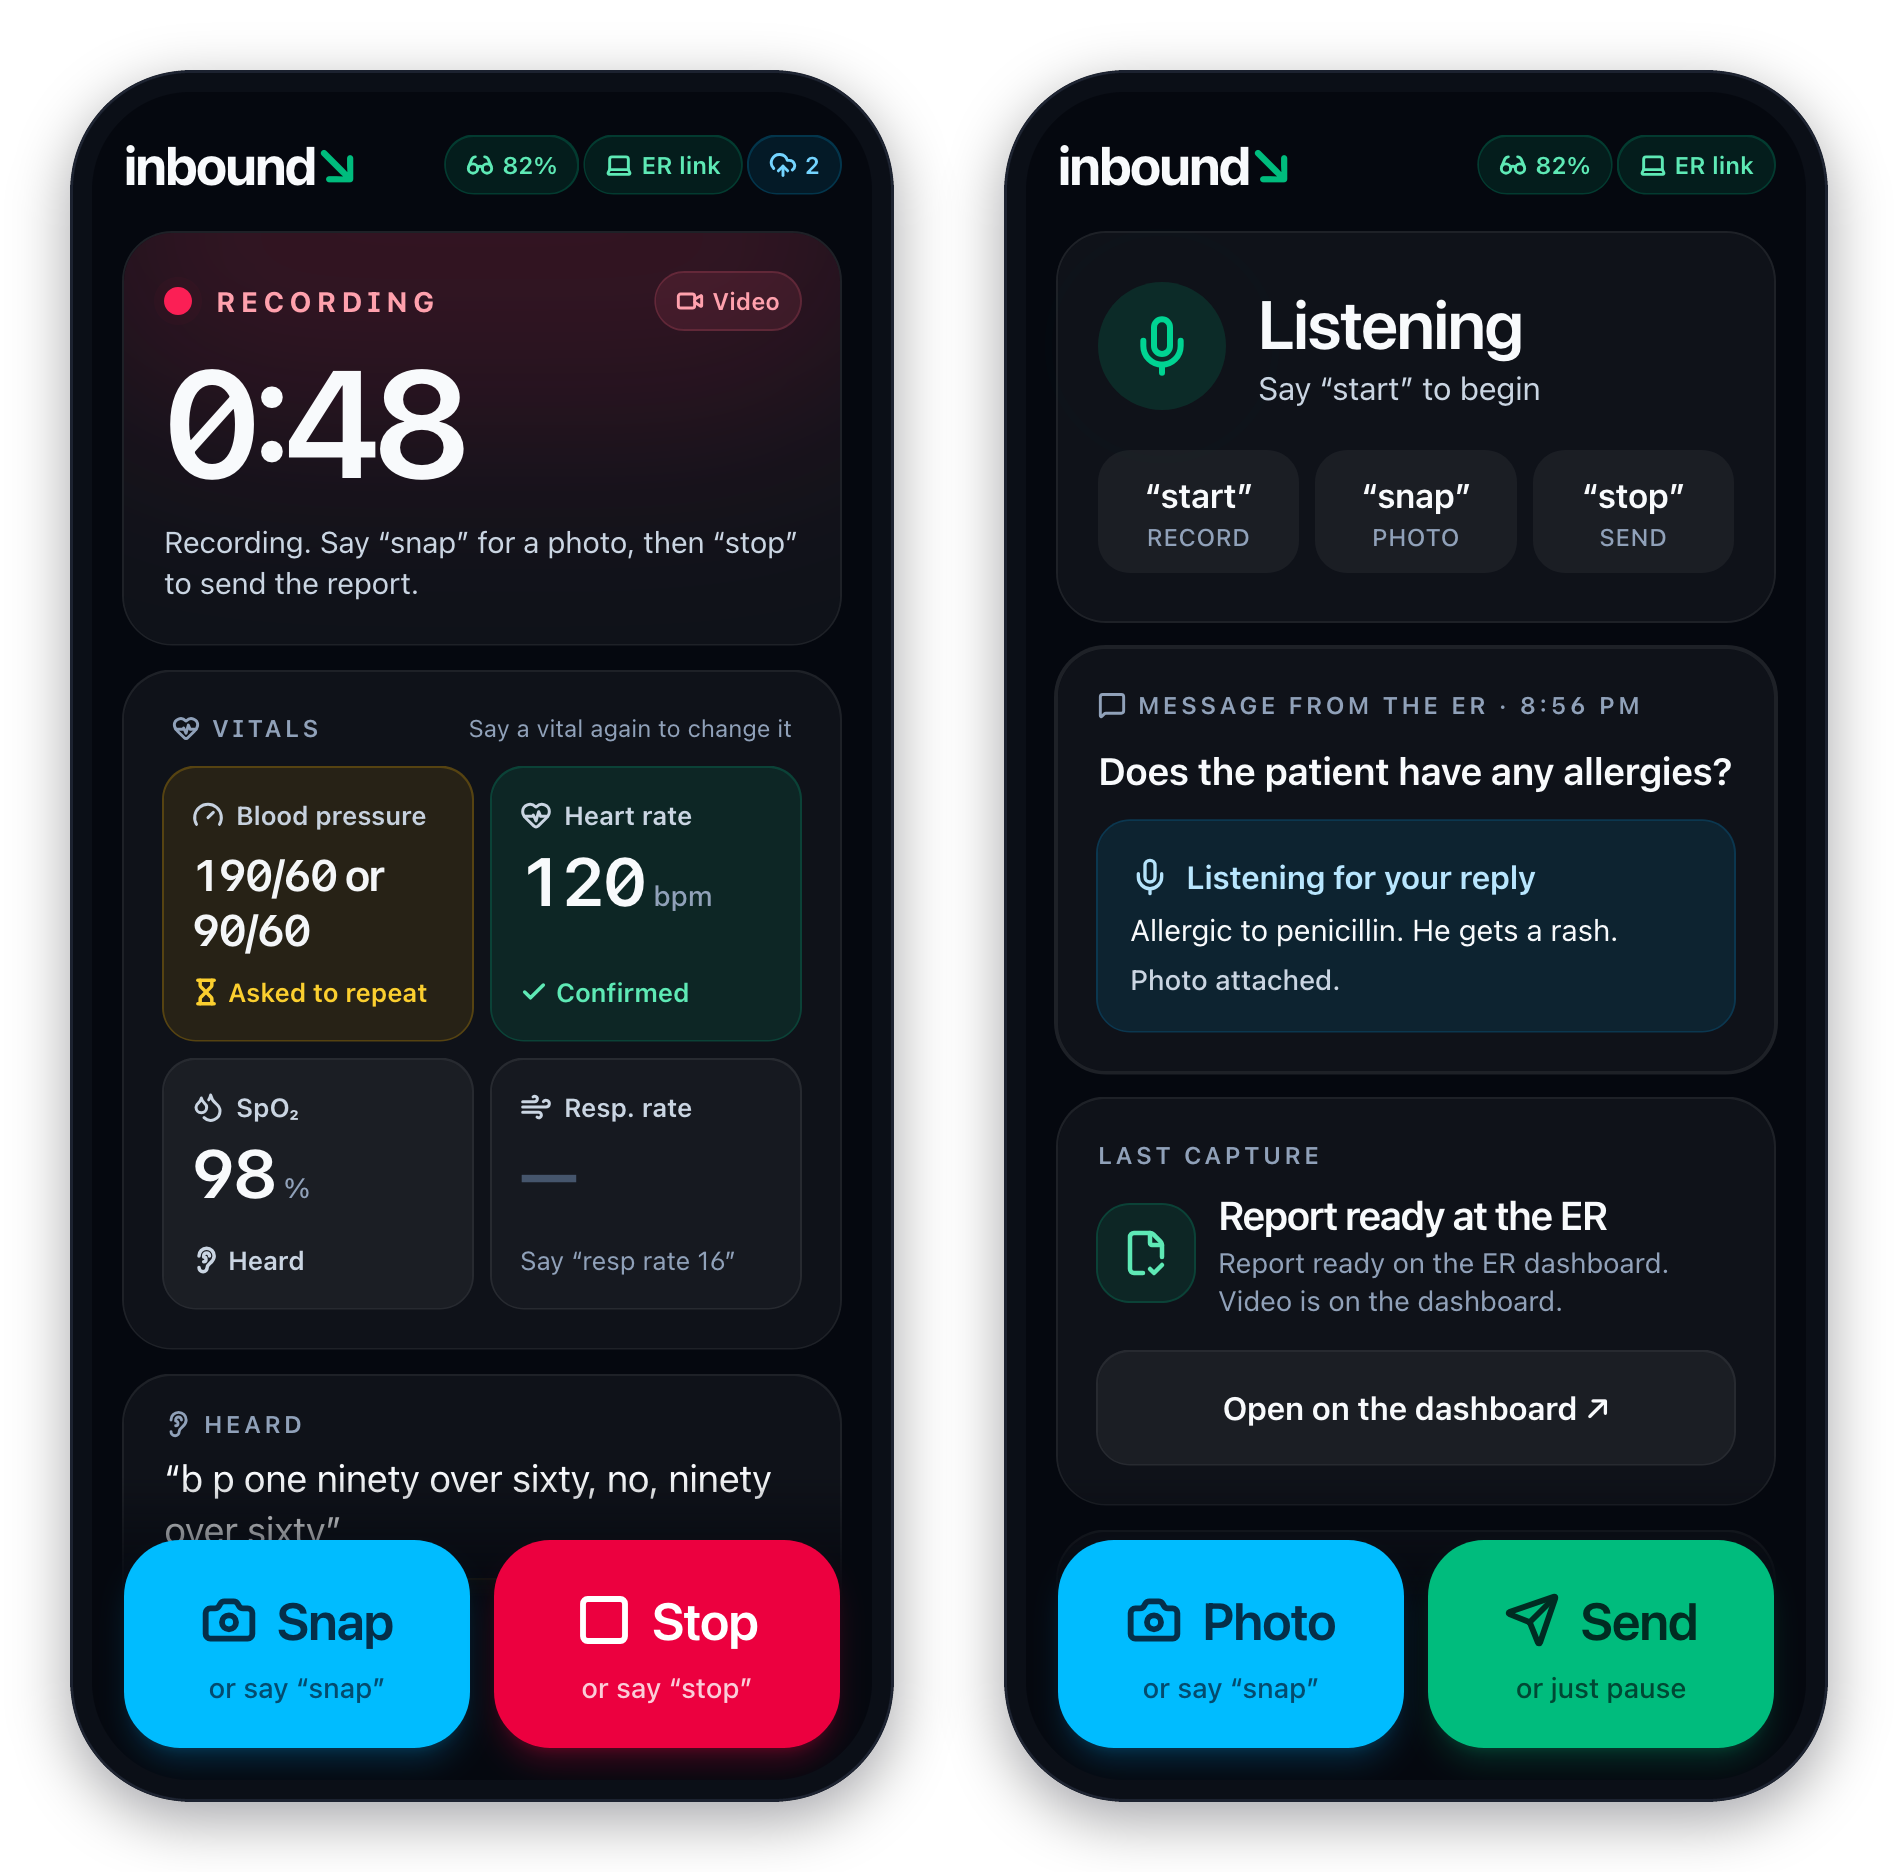 inbound
82%
ER link
2
RECORDING
Video
0:48
Recording. Say “snap” for a photo, then “stop”
to send the report.
VITALS
Say a vital again to change it
Blood pressure
190/60 or
90/60
Asked to repeat
Heart rate
120 bpm
Confirmed
SpO₂
98 %
Heard
Resp. rate
—
Say “resp rate 16”
HEARD
“b p one ninety over sixty, no, ninety
over sixty”
Snap
or say “snap”
Stop
or say “stop”
inbound
82%
ER link
Listening
Say “start” to begin
“start”
RECORD
“snap”
PHOTO
“stop”
SEND
MESSAGE FROM THE ER · 8:56 PM
Does the patient have any allergies?
Listening for your reply
Allergic to penicillin. He gets a rash.
Photo attached.
LAST CAPTURE
Report ready at the ER
Report ready on the ER dashboard.
Video is on the dashboard.
Open on the dashboard ↗
Photo
or say “snap”
Send
or just pause